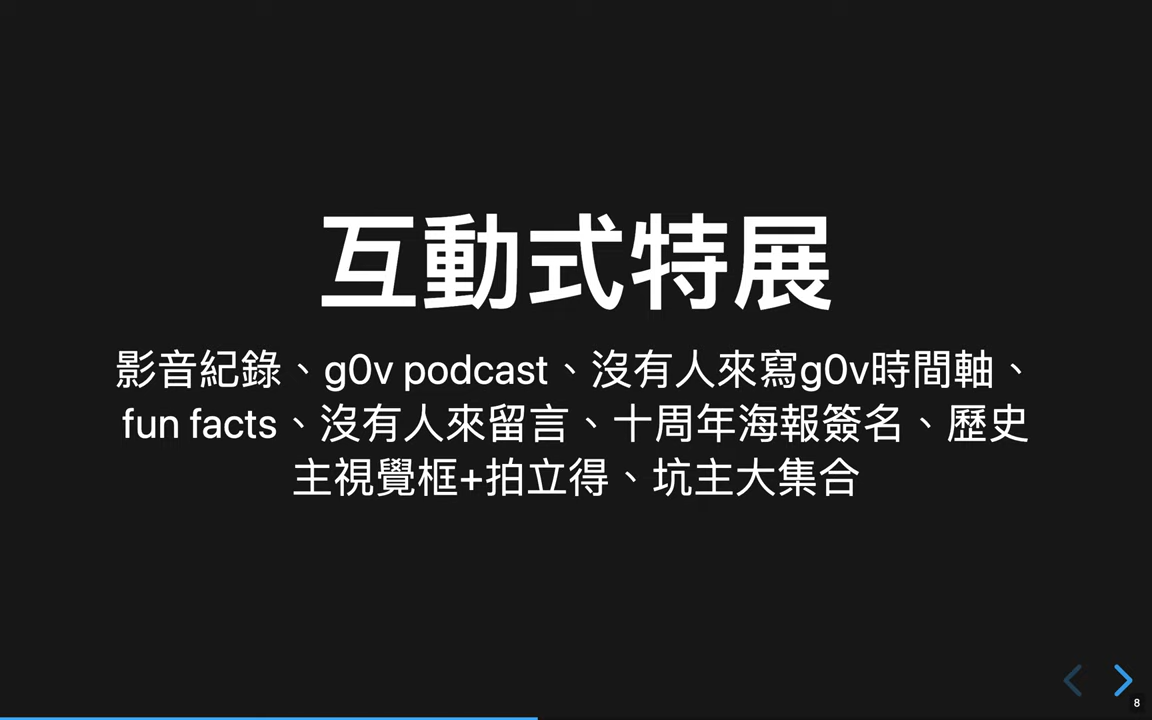 互動式特展
影音紀錄、g0v podcast、沒有人來寫g0v時間軸、
fun facts、沒有人來留言、十周年海報簽名、歷史
主視覺框+拍立得、坑主大集合
8